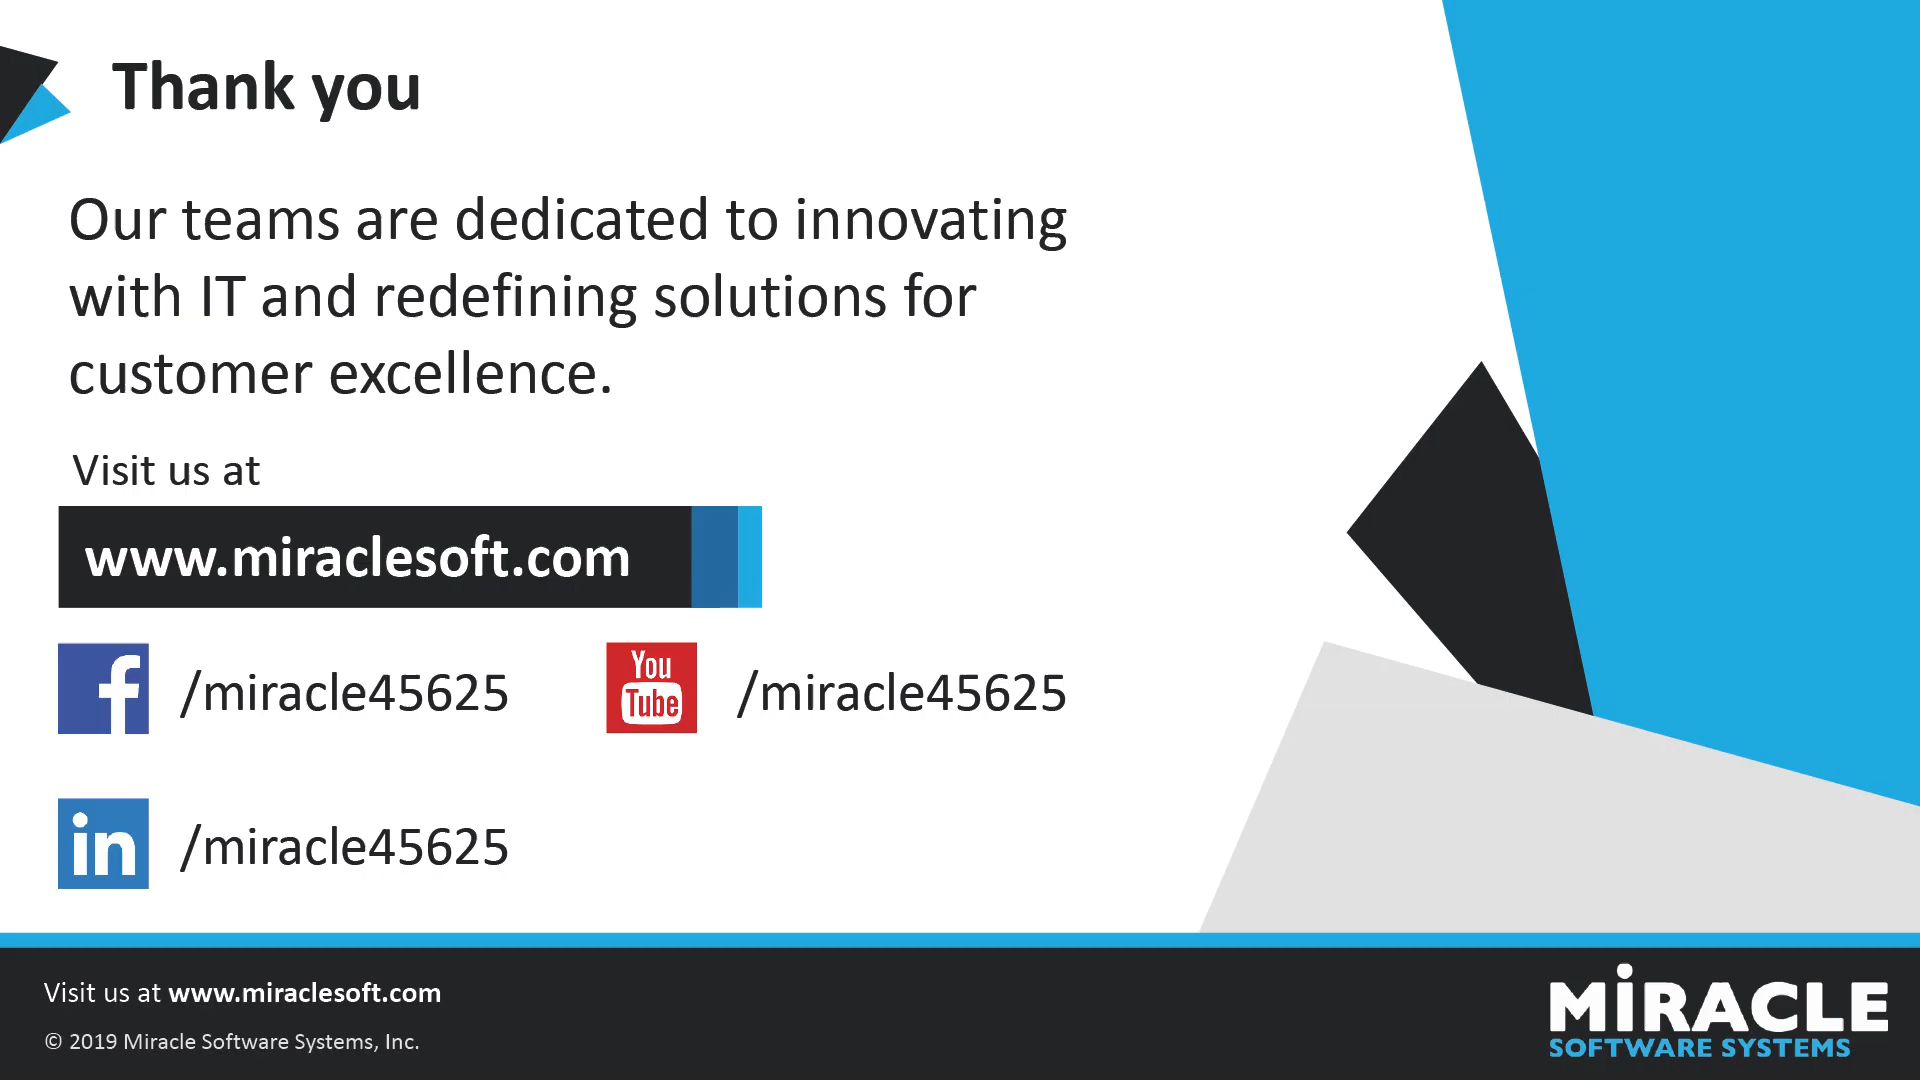 Thank you
Our teams are dedicated to innovating
with IT and redefining solutions for
customer excellence.
Visit us at
www.miraclesoft.com
f /miracle45625
You
Tube /miracle45625
in /miracle45625
Visit us at www.miraclesoft.com
© 2019 Miracle Software Systems, Inc.
MiRACLE
SOFTWARE SYSTEMS